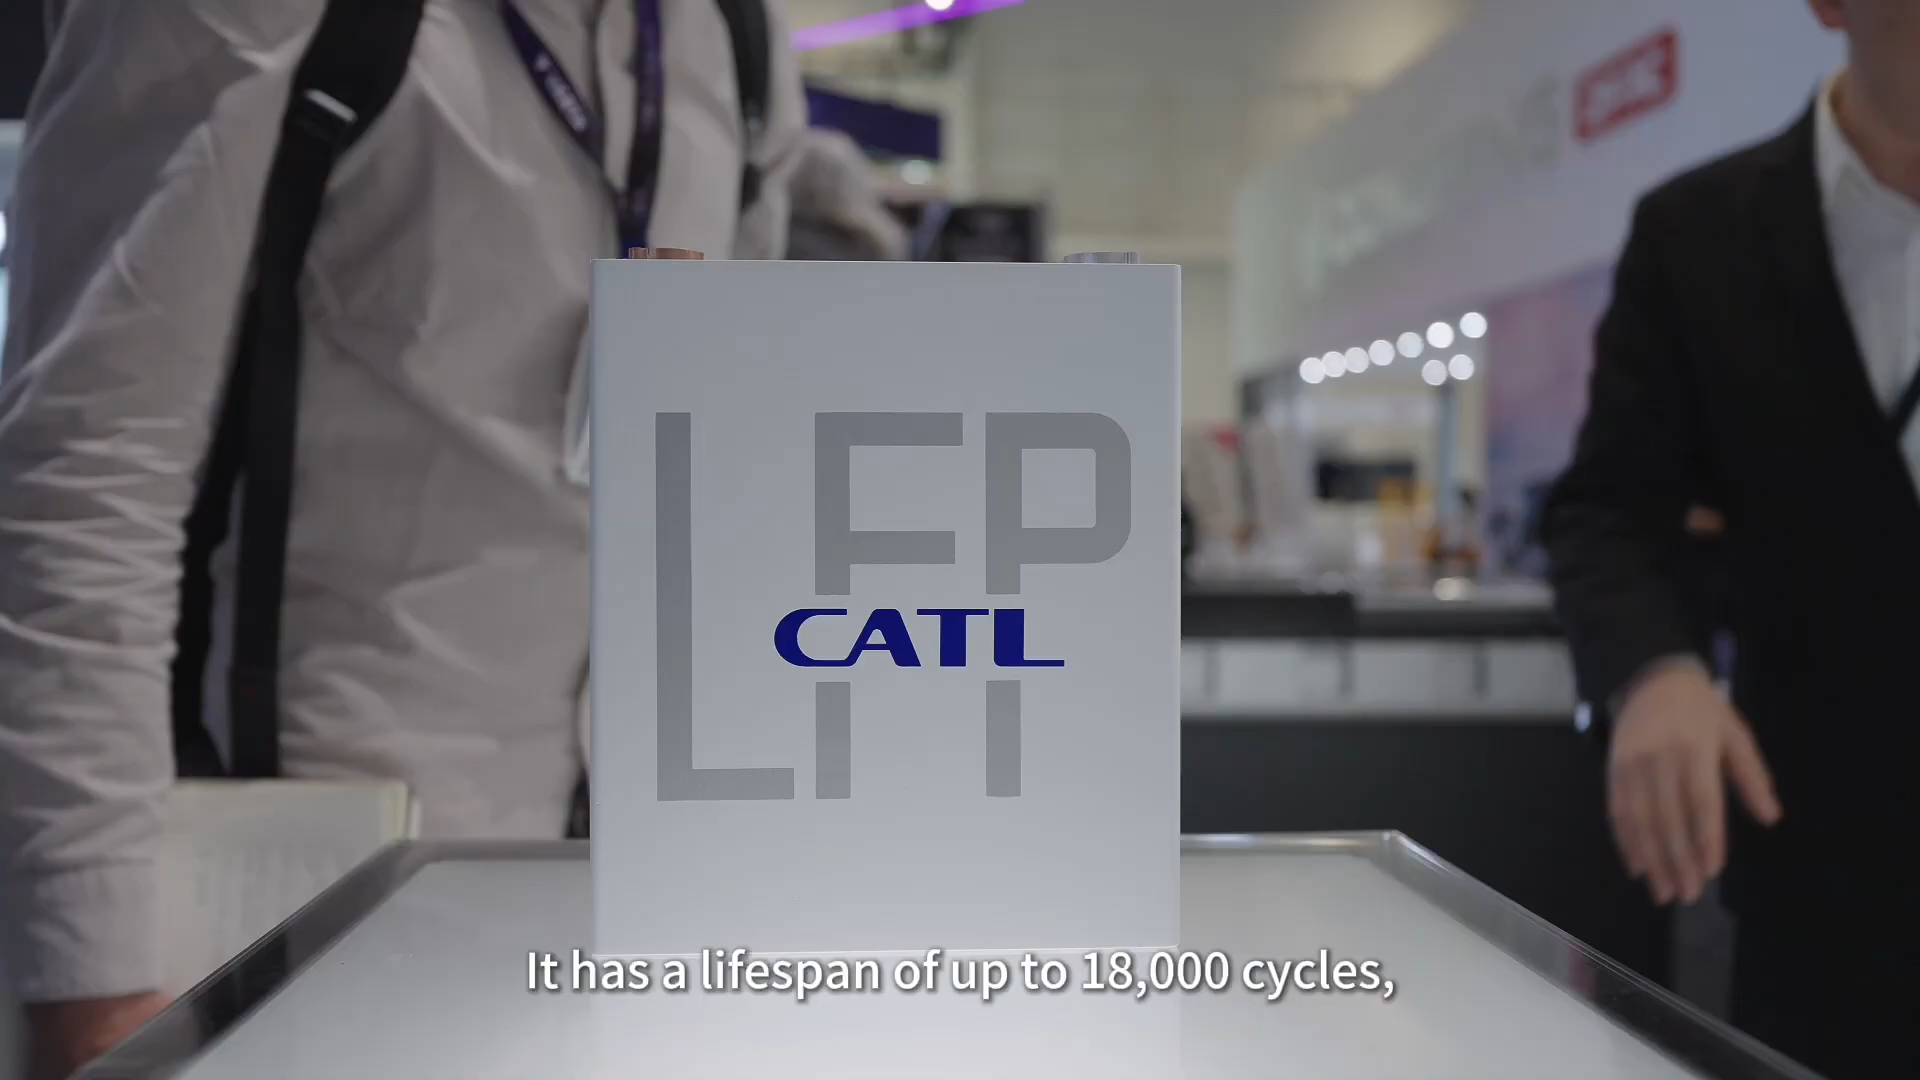 LFP
CATL
It has a lifespan of up to 18,000 cycles,